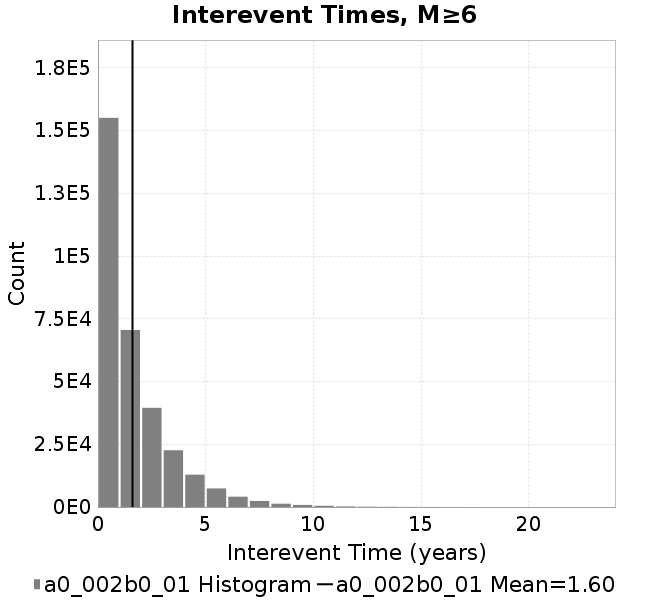 Interevent Times, M≥6
1.8E5
1.5E5
1.3E5
1E5
7.5E4
5E4
2.5E4
0E0
Count
0 5 10 15 20
Interevent Time (years)
a0_002b0_01 Histogram a0_002b0_01 Mean=1.60